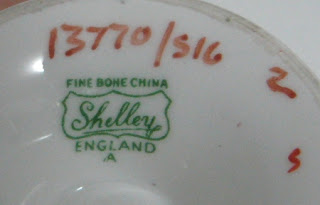 13770/S16
2
FINE BONE CHINA
Shelley
ENGLAND
A
S